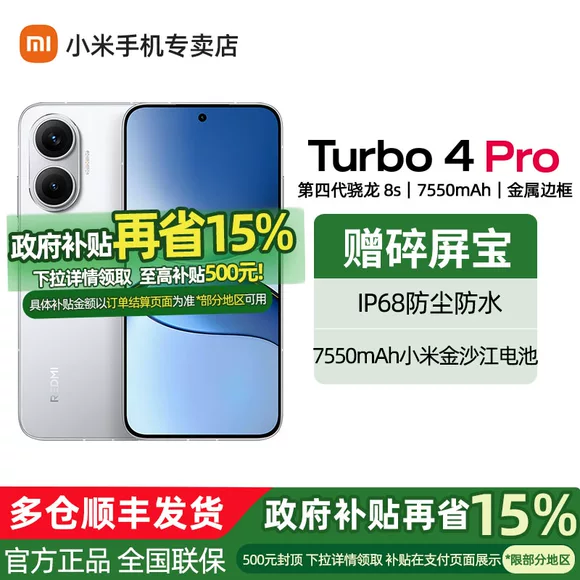 小米手机专卖店
Turbo 4 Pro
第四代骁龙 8s | 7550mAh | 金属边框
政府补贴再省15%
下拉详情领取 至高补贴500元!
具体补贴金额以订单结算页面为准 *部分地区可用
赠碎屏宝
IP68防尘防水
7550mAh小米金沙江电池
REDMI
多仓顺丰发货
官方正品 全国联保
政府补贴再省15%
500元封顶 下拉详情领取 补贴在支付页面展示 *限部分地区